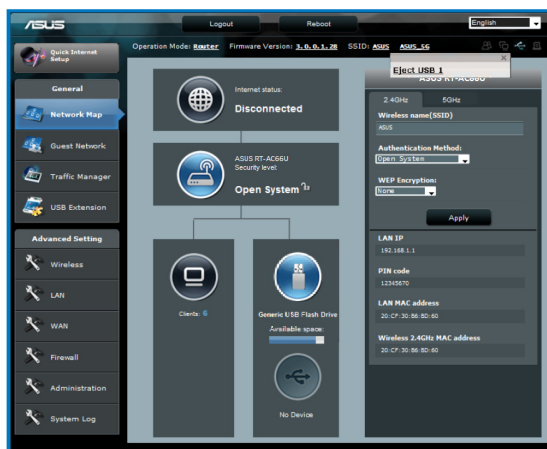 ASUS
Logout
Reboot
English
Quick Internet
Setup
Operation Mode: Router Firmware Version: 3.0.0.1.28 SSID: ASUS ASUS_5G
Eject USB 1
General
Network Map
Guest Network
Traffic Manager
USB Extension
Advanced Setting
Wireless
LAN
WAN
Firewall
Administration
System Log
Internet status:
Disconnected
ASUS RT-AC66U
Security level:
Open System
Clients: 6
Generic USB Flash Drive
Available space:
No Device
ASUS RT-AC66U
2.4GHz
5GHz
Wireless name(SSID)
ASUS
Authentication Method:
Open System
WEP Encryption:
None
Apply
LAN IP
192.168.1.1
PIN code
12345670
LAN MAC address
20:CF:30:B6:BD:60
Wireless 2.4GHz MAC address
20:CF:30:B6:BD:60